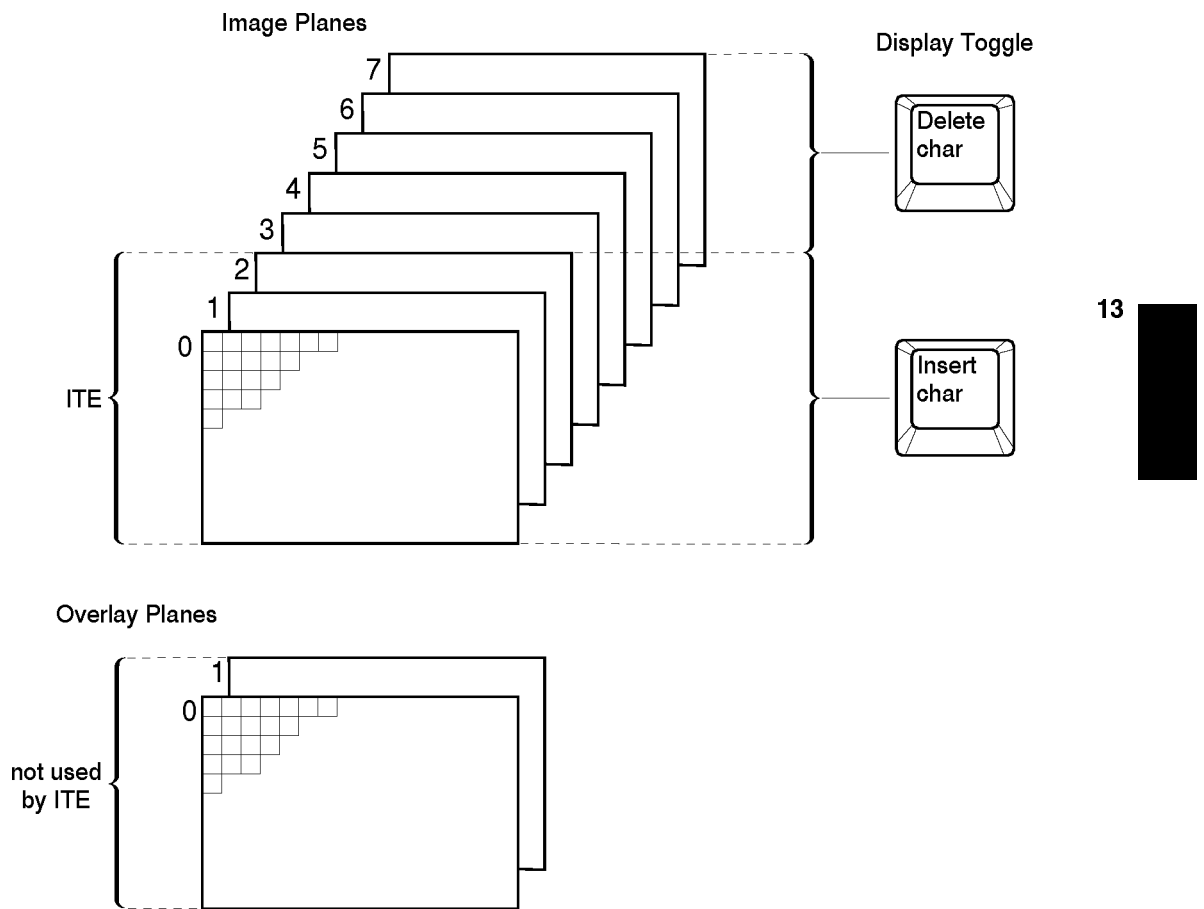 Image Planes
Display Toggle
7
6
5
4
3
2
1
0
Delete
char
13
ITE
Insert
char
Overlay Planes
1
0
not used
by ITE